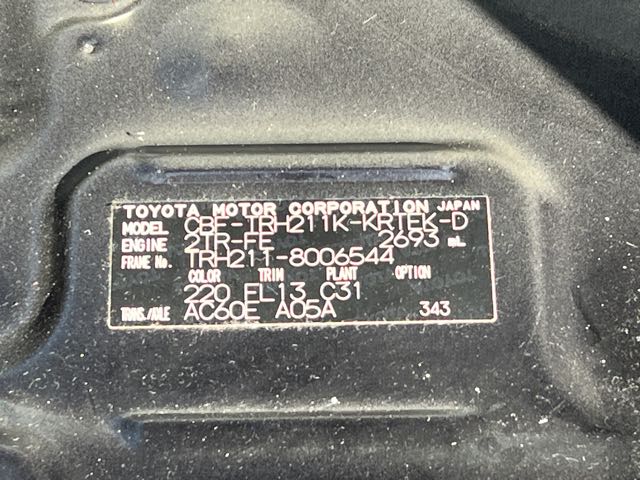 TOYOTA MOTOR CORPORATION JAPAN
MODEL CBF-TRH211K-KRTEK-D
ENGINE 2TR-FE 2693 mL
FRAME No. TRH211-8006544
COLOR TRIM PLANT OPTION
220 FL13 C31
TRANS./AXLE AC60E A05A 343